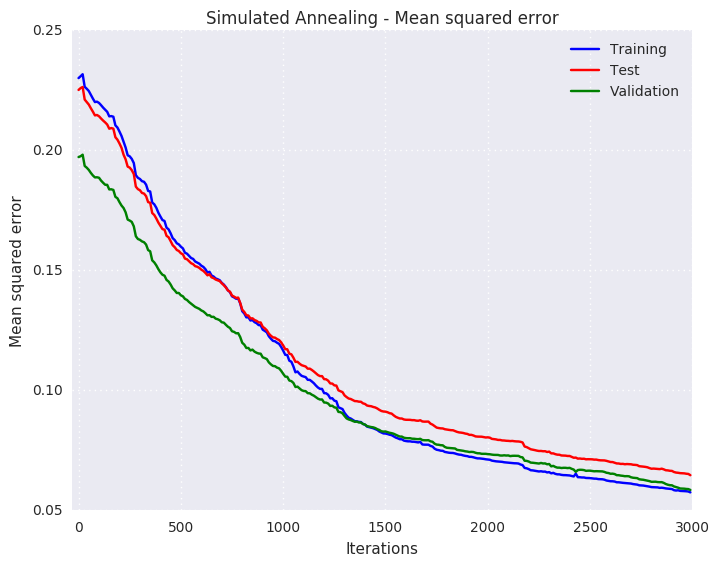 Simulated Annealing - Mean squared error
0.25
0.20
0.15
0.10
0.05
Mean squared error
Training
Test
Validation
0
500
1000
1500
2000
2500
3000
Iterations